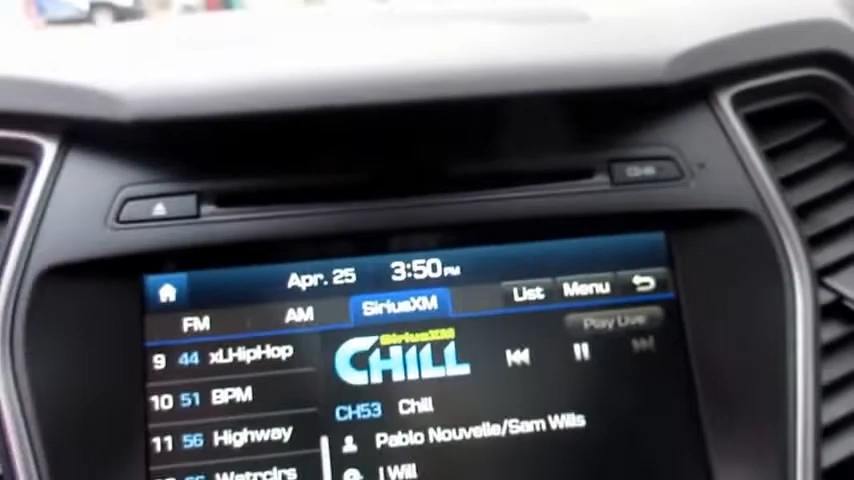 Apr. 25 3:50 PM
FM AM SiriusXM List Menu
Play Live
9 44 xLHipHop
SiriusXM
CHILL
10 51 BPM
CH53 Chill
11 56 Highway
Pablo Nouvelle/Sam Wills
Watrclrs
I Will